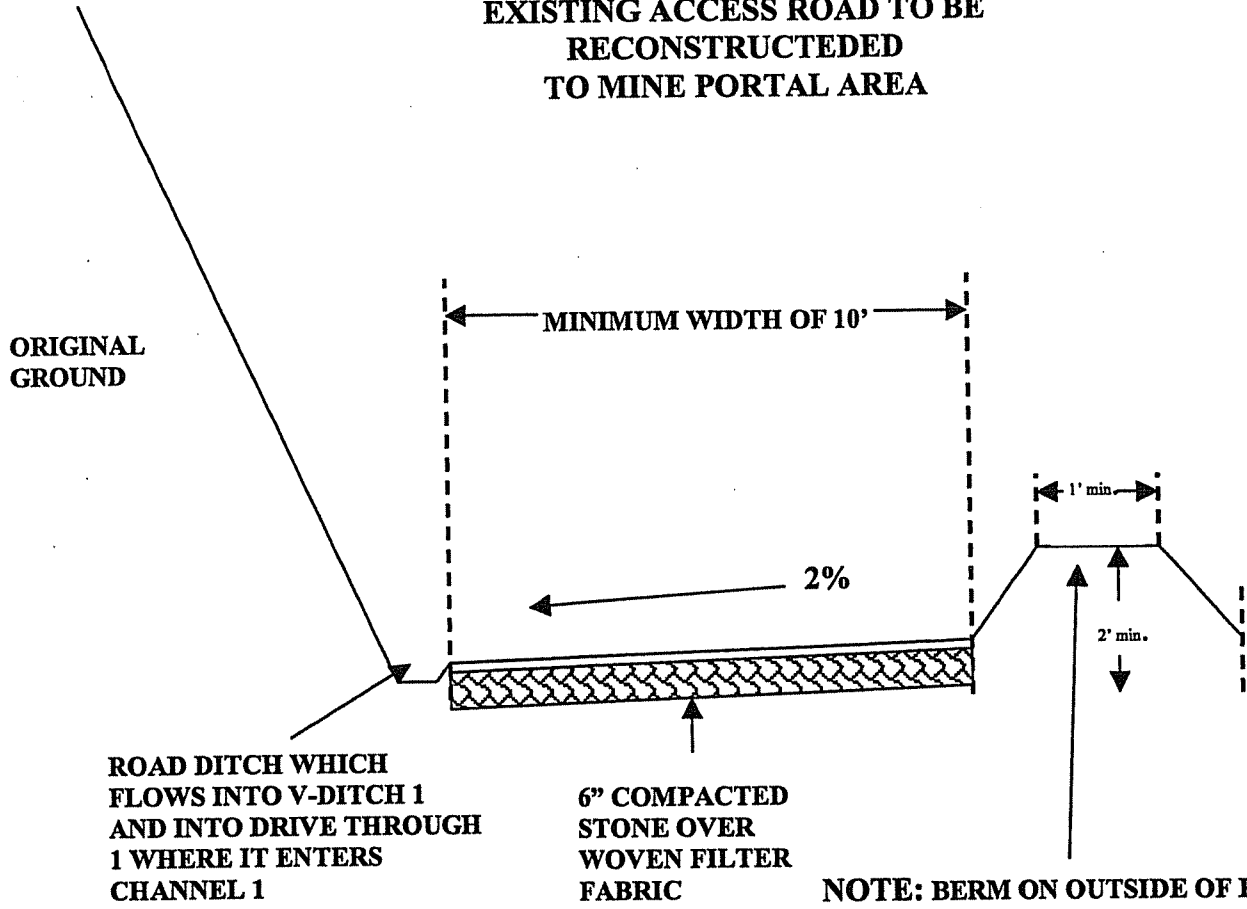 EXISTING ACCESS ROAD TO BE
RECONSTRUCTEDED
TO MINE PORTAL AREA
MINIMUM WIDTH OF 10’
ORIGINAL
GROUND
1’ min.
2%
2’ min.
ROAD DITCH WHICH
FLOWS INTO V-DITCH 1
AND INTO DRIVE THROUGH
1 WHERE IT ENTERS
CHANNEL 1
6” COMPACTED
STONE OVER
WOVEN FILTER
FABRIC
NOTE: BERM ON OUTSIDE OF